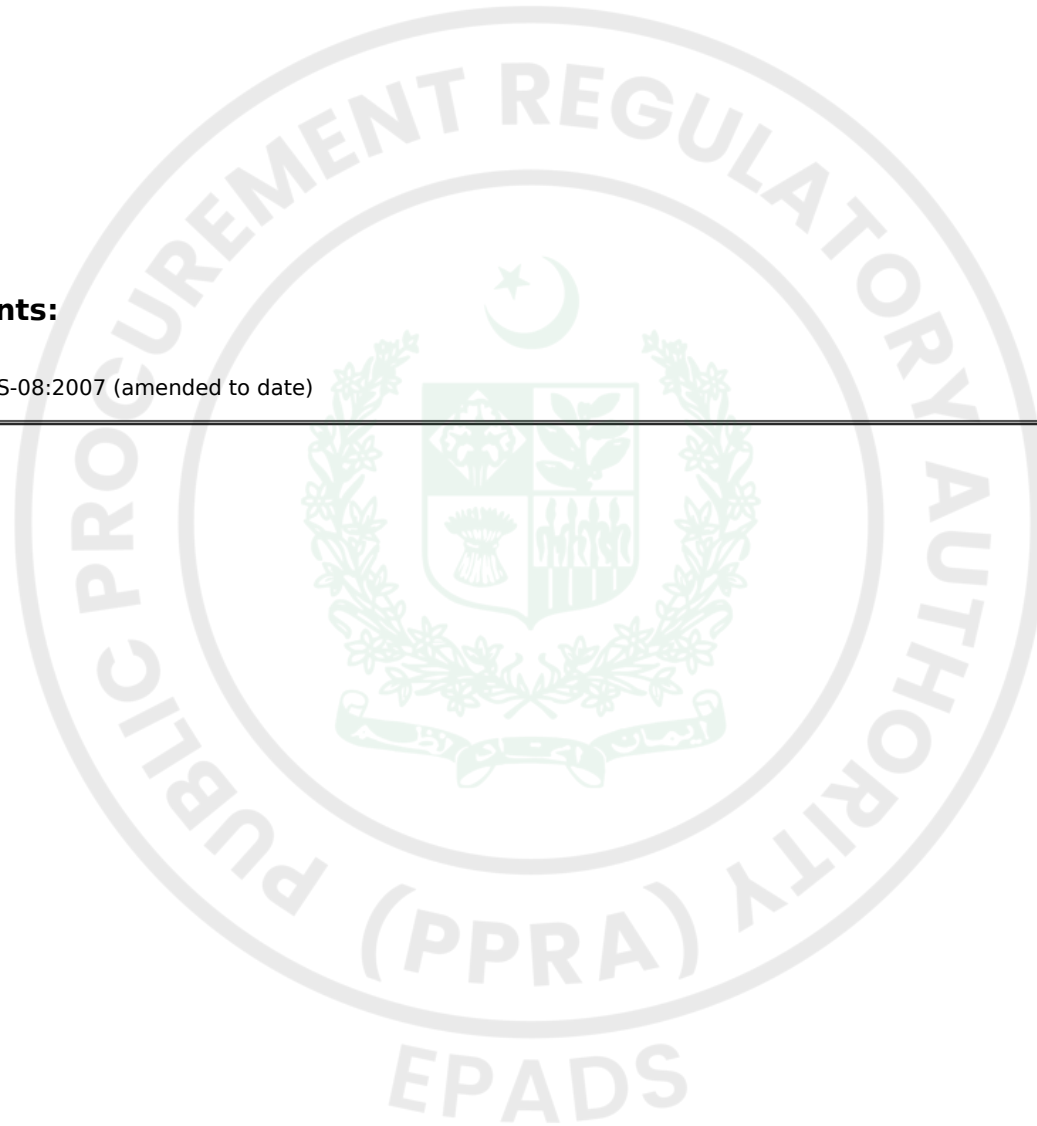 nts:
S-08:2007 (amended to date)
PUBLIC PROCUREMENT REGULATORY AUTHORITY
(PPRA)
EPADS